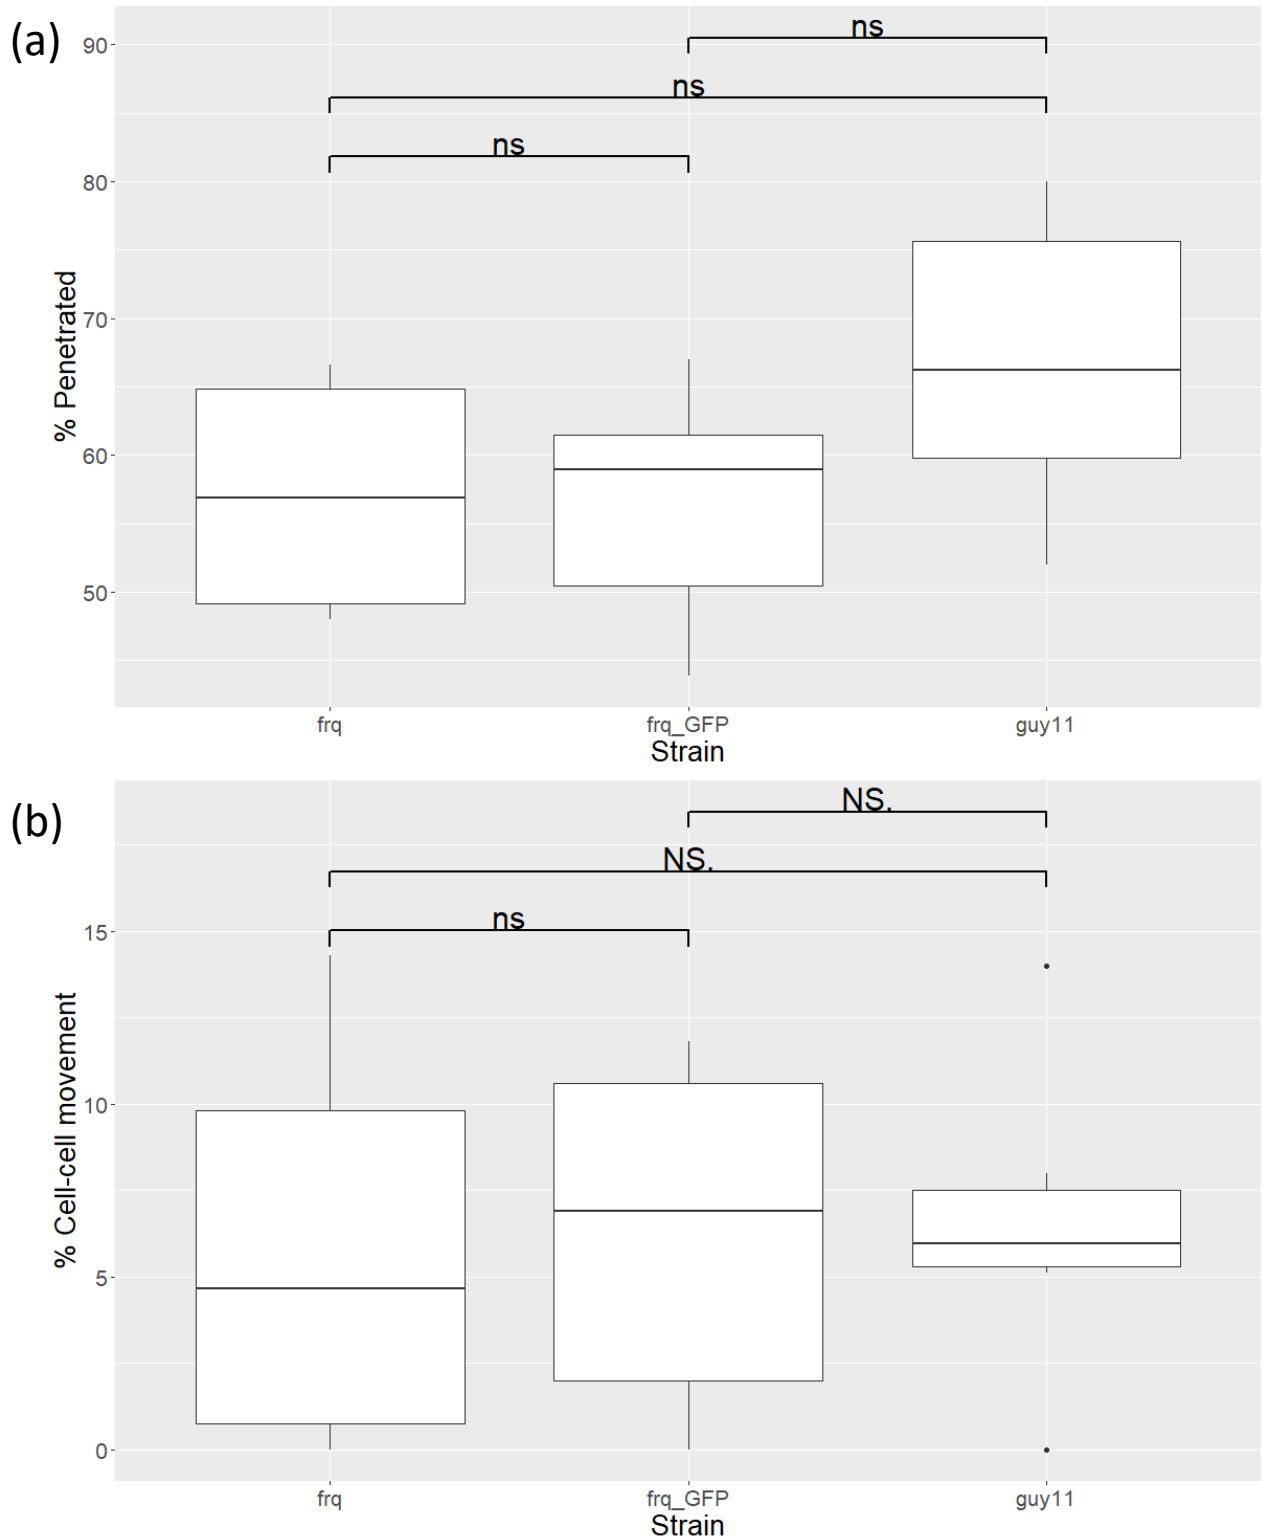 (a)
90
ns
ns
ns
80
70
60
50
% Penetrated
frq frq_GFP guy11
Strain
(b)
NS.
NS.
ns
15
10
5
0
% Cell-cell movement
frq frq_GFP guy11
Strain